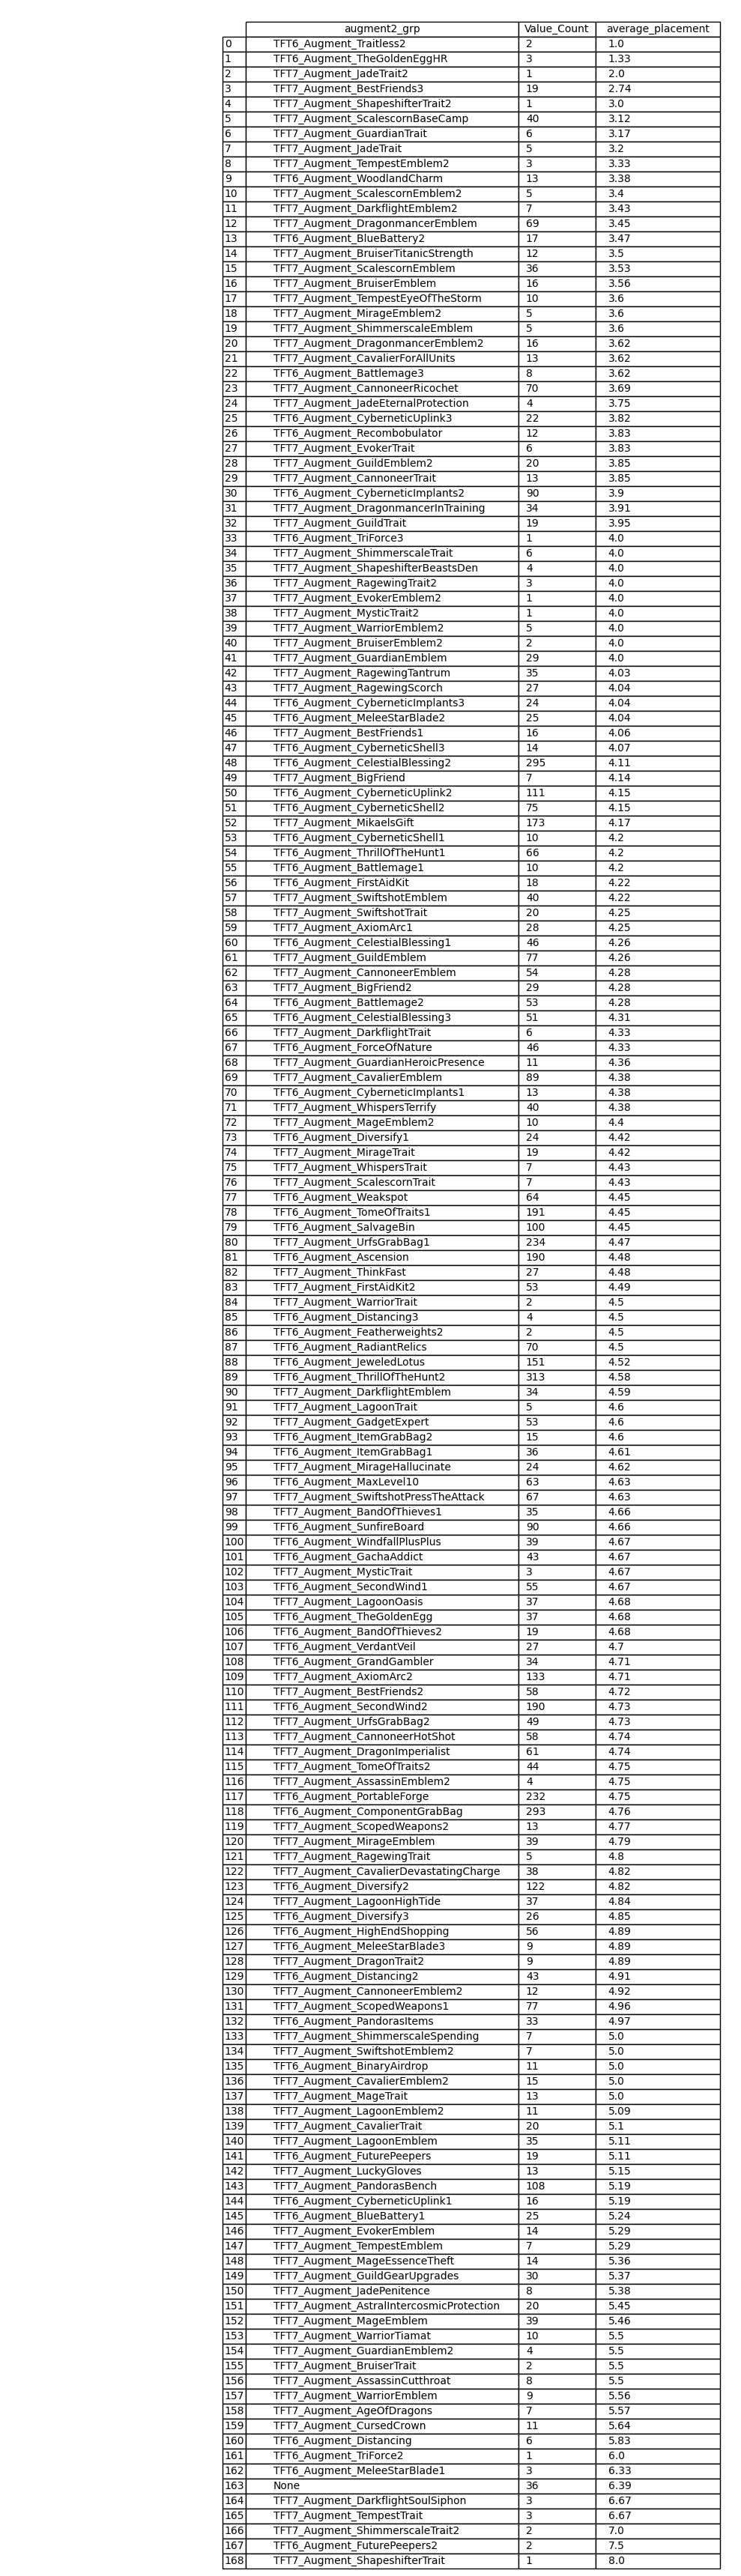 augment2_grp Value_Count average_placement
0 TFT6_Augment_Traitless2 2 1.0
1 TFT6_Augment_TheGoldenEggHR 3 1.33
2 TFT7_Augment_JadeTrait2 1 2.0
3 TFT7_Augment_BestFriends3 19 2.74
4 TFT7_Augment_ShapeshifterTrait2 1 3.0
5 TFT7_Augment_ScalescornBaseCamp 40 3.12
6 TFT7_Augment_GuardianTrait 6 3.17
7 TFT7_Augment_JadeTrait 5 3.2
8 TFT7_Augment_TempestEmblem2 3 3.33
9 TFT6_Augment_WoodlandCharm 13 3.38
10 TFT7_Augment_ScalescornEmblem2 5 3.4
11 TFT7_Augment_DarkflightEmblem2 7 3.43
12 TFT7_Augment_DragonmancerEmblem 69 3.45
13 TFT6_Augment_BlueBattery2 17 3.47
14 TFT7_Augment_BruiserTitanicStrength 12 3.5
15 TFT7_Augment_ScalescornEmblem 36 3.53
16 TFT7_Augment_BruiserEmblem 16 3.56
17 TFT7_Augment_TempestEyeOfTheStorm 10 3.6
18 TFT7_Augment_MirageEmblem2 5 3.6
19 TFT7_Augment_ShimmerscaleEmblem 5 3.6
20 TFT7_Augment_DragonmancerEmblem2 16 3.62
21 TFT7_Augment_CavalierForAllUnits 13 3.62
22 TFT6_Augment_Battlemage3 8 3.62
23 TFT7_Augment_CannoneerRicochet 70 3.69
24 TFT7_Augment_JadeEternalProtection 4 3.75
25 TFT6_Augment_CyberneticUplink3 22 3.82
26 TFT6_Augment_Recombobulator 12 3.83
27 TFT7_Augment_EvokerTrait 6 3.83
28 TFT7_Augment_GuildEmblem2 20 3.85
29 TFT7_Augment_CannoneerTrait 13 3.85
30 TFT6_Augment_CyberneticImplants2 90 3.9
31 TFT7_Augment_DragonmancerInTraining 34 3.91
32 TFT7_Augment_GuildTrait 19 3.95
33 TFT6_Augment_TriForce3 1 4.0
34 TFT7_Augment_ShimmerscaleTrait 6 4.0
35 TFT7_Augment_ShapeshifterBeastsDen 4 4.0
36 TFT7_Augment_RagewingTrait2 3 4.0
37 TFT7_Augment_EvokerEmblem2 1 4.0
38 TFT7_Augment_MysticTrait2 1 4.0
39 TFT7_Augment_WarriorEmblem2 5 4.0
40 TFT7_Augment_BruiserEmblem2 2 4.0
41 TFT7_Augment_GuardianEmblem 29 4.0
42 TFT7_Augment_RagewingTantrum 35 4.03
43 TFT7_Augment_RagewingScorch 27 4.04
44 TFT6_Augment_CyberneticImplants3 24 4.04
45 TFT6_Augment_MeleeStarBlade2 25 4.04
46 TFT7_Augment_BestFriends1 16 4.06
47 TFT6_Augment_CyberneticShell3 14 4.07
48 TFT6_Augment_CelestialBlessing2 295 4.11
49 TFT7_Augment_BigFriend 7 4.14
50 TFT6_Augment_CyberneticUplink2 111 4.15
51 TFT6_Augment_CyberneticShell2 75 4.15
52 TFT7_Augment_MikaelsGift 173 4.17
53 TFT6_Augment_CyberneticShell1 10 4.2
54 TFT6_Augment_ThrillOfTheHunt1 66 4.2
55 TFT6_Augment_Battlemage1 10 4.2
56 TFT6_Augment_FirstAidKit 18 4.22
57 TFT7_Augment_SwiftshotEmblem 40 4.22
58 TFT7_Augment_SwiftshotTrait 20 4.25
59 TFT7_Augment_AxiomArc1 28 4.25
60 TFT6_Augment_CelestialBlessing1 46 4.26
61 TFT7_Augment_GuildEmblem 77 4.26
62 TFT7_Augment_CannoneerEmblem 54 4.28
63 TFT7_Augment_BigFriend2 29 4.28
64 TFT6_Augment_Battlemage2 53 4.28
65 TFT6_Augment_CelestialBlessing3 51 4.31
66 TFT7_Augment_DarkflightTrait 6 4.33
67 TFT6_Augment_ForceOfNature 46 4.33
68 TFT7_Augment_GuardianHeroicPresence 11 4.36
69 TFT7_Augment_CavalierEmblem 89 4.38
70 TFT6_Augment_CyberneticImplants1 13 4.38
71 TFT7_Augment_WhispersTerrify 40 4.38
72 TFT7_Augment_MageEmblem2 10 4.4
73 TFT6_Augment_Diversify1 24 4.42
74 TFT7_Augment_MirageTrait 19 4.42
75 TFT7_Augment_WhispersTrait 7 4.43
76 TFT7_Augment_ScalescornTrait 7 4.43
77 TFT6_Augment_Weakspot 64 4.45
78 TFT6_Augment_TomeOfTraits1 191 4.45
79 TFT6_Augment_SalvageBin 100 4.45
80 TFT7_Augment_UrfsGrabBag1 234 4.47
81 TFT6_Augment_Ascension 190 4.48
82 TFT7_Augment_ThinkFast 27 4.48
83 TFT7_Augment_FirstAidKit2 53 4.49
84 TFT7_Augment_WarriorTrait 2 4.5
85 TFT6_Augment_Distancing3 4 4.5
86 TFT6_Augment_Featherweights2 2 4.5
87 TFT6_Augment_RadiantRelics 70 4.5
88 TFT6_Augment_JeweledLotus 151 4.52
89 TFT6_Augment_ThrillOfTheHunt2 313 4.58
90 TFT7_Augment_DarkflightEmblem 34 4.59
91 TFT7_Augment_LagoonTrait 5 4.6
92 TFT7_Augment_GadgetExpert 53 4.6
93 TFT6_Augment_ItemGrabBag2 15 4.6
94 TFT6_Augment_ItemGrabBag1 36 4.61
95 TFT7_Augment_MirageHallucinate 24 4.62
96 TFT6_Augment_MaxLevel10 63 4.63
97 TFT7_Augment_SwiftshotPressTheAttack 67 4.63
98 TFT7_Augment_BandOfThieves1 35 4.66
99 TFT6_Augment_SunfireBoard 90 4.66
100 TFT6_Augment_WindfallPlusPlus 39 4.67
101 TFT6_Augment_GachaAddict 43 4.67
102 TFT7_Augment_MysticTrait 3 4.67
103 TFT6_Augment_SecondWind1 55 4.67
104 TFT7_Augment_LagoonOasis 37 4.68
105 TFT6_Augment_TheGoldenEgg 37 4.68
106 TFT6_Augment_BandOfThieves2 19 4.68
107 TFT6_Augment_VerdantVeil 27 4.7
108 TFT6_Augment_GrandGambler 34 4.71
109 TFT7_Augment_AxiomArc2 133 4.71
110 TFT7_Augment_BestFriends2 58 4.72
111 TFT6_Augment_SecondWind2 190 4.73
112 TFT7_Augment_UrfsGrabBag2 49 4.73
113 TFT7_Augment_CannoneerHotShot 58 4.74
114 TFT7_Augment_DragonImperialist 61 4.74
115 TFT6_Augment_TomeOfTraits2 44 4.75
116 TFT7_Augment_AssassinEmblem2 4 4.75
117 TFT6_Augment_PortableForge 232 4.75
118 TFT6_Augment_ComponentGrabBag 293 4.76
119 TFT7_Augment_ScopedWeapons2 13 4.77
120 TFT7_Augment_MirageEmblem 39 4.79
121 TFT7_Augment_RagewingTrait 5 4.8
122 TFT7_Augment_CavalierDevastatingCharge 38 4.82
123 TFT6_Augment_Diversify2 122 4.82
124 TFT7_Augment_LagoonHighTide 37 4.84
125 TFT6_Augment_Diversify3 26 4.85
126 TFT6_Augment_HighEndShopping 56 4.89
127 TFT6_Augment_MeleeStarBlade3 9 4.89
128 TFT7_Augment_DragonTrait2 9 4.89
129 TFT6_Augment_Distancing2 43 4.91
130 TFT7_Augment_CannoneerEmblem2 12 4.92
131 TFT7_Augment_ScopedWeapons1 77 4.96
132 TFT6_Augment_PandorasItems 33 4.97
133 TFT7_Augment_ShimmerscaleSpending 7 5.0
134 TFT7_Augment_SwiftshotEmblem2 7 5.0
135 TFT6_Augment_BinaryAirdrop 11 5.0
136 TFT7_Augment_CavalierEmblem2 15 5.0
137 TFT7_Augment_MageTrait 13 5.0
138 TFT7_Augment_LagoonEmblem2 11 5.09
139 TFT7_Augment_CavalierTrait 20 5.1
140 TFT7_Augment_LagoonEmblem 35 5.11
141 TFT6_Augment_FuturePeepers 19 5.11
142 TFT7_Augment_LuckyGloves 13 5.15
143 TFT7_Augment_PandorasBench 108 5.19
144 TFT6_Augment_CyberneticUplink1 16 5.19
145 TFT6_Augment_BlueBattery1 25 5.24
146 TFT7_Augment_EvokerEmblem 14 5.29
147 TFT7_Augment_TempestEmblem 7 5.29
148 TFT7_Augment_MageEssenceTheft 14 5.36
149 TFT7_Augment_GuildGearUpgrades 30 5.37
150 TFT7_Augment_JadePenitence 8 5.38
151 TFT7_Augment_AstralIntercosmicProtection 20 5.45
152 TFT7_Augment_MageEmblem 39 5.46
153 TFT7_Augment_WarriorTiamat 10 5.5
154 TFT7_Augment_GuardianEmblem2 4 5.5
155 TFT7_Augment_BruiserTrait 2 5.5
156 TFT7_Augment_AssassinCutthroat 8 5.5
157 TFT7_Augment_WarriorEmblem 9 5.56
158 TFT7_Augment_AgeOfDragons 7 5.57
159 TFT7_Augment_CursedCrown 11 5.64
160 TFT6_Augment_Distancing 6 5.83
161 TFT6_Augment_TriForce2 1 6.0
162 TFT6_Augment_MeleeStarBlade1 3 6.33
163 None 36 6.39
164 TFT7_Augment_DarkflightSoulSiphon 3 6.67
165 TFT7_Augment_TempestTrait 3 6.67
166 TFT7_Augment_ShimmerscaleTrait2 2 7.0
167 TFT6_Augment_FuturePeepers2 2 7.5
168 TFT7_Augment_ShapeshifterTrait 1 8.0